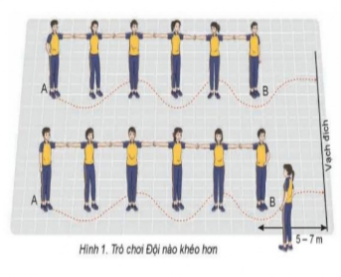 A
B
A
B
Vạch đích
5 – 7 m
Hình 1. Trò chơi Đội nào khéo hơn